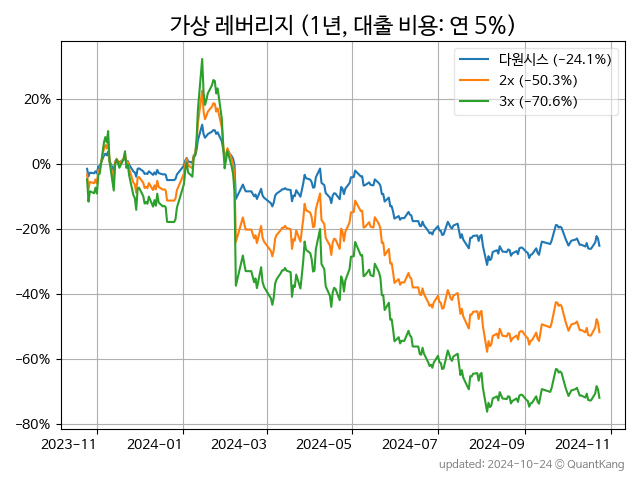 가상 레버리지 (1년, 대출 비용: 연 5%)
다원시스 (-24.1%)
2x (-50.3%)
3x (-70.6%)
20%
0%
-20%
-40%
-60%
-80%
2023-11 2024-01 2024-03 2024-05 2024-07 2024-09 2024-11
updated: 2024-10-24 © QuantKang